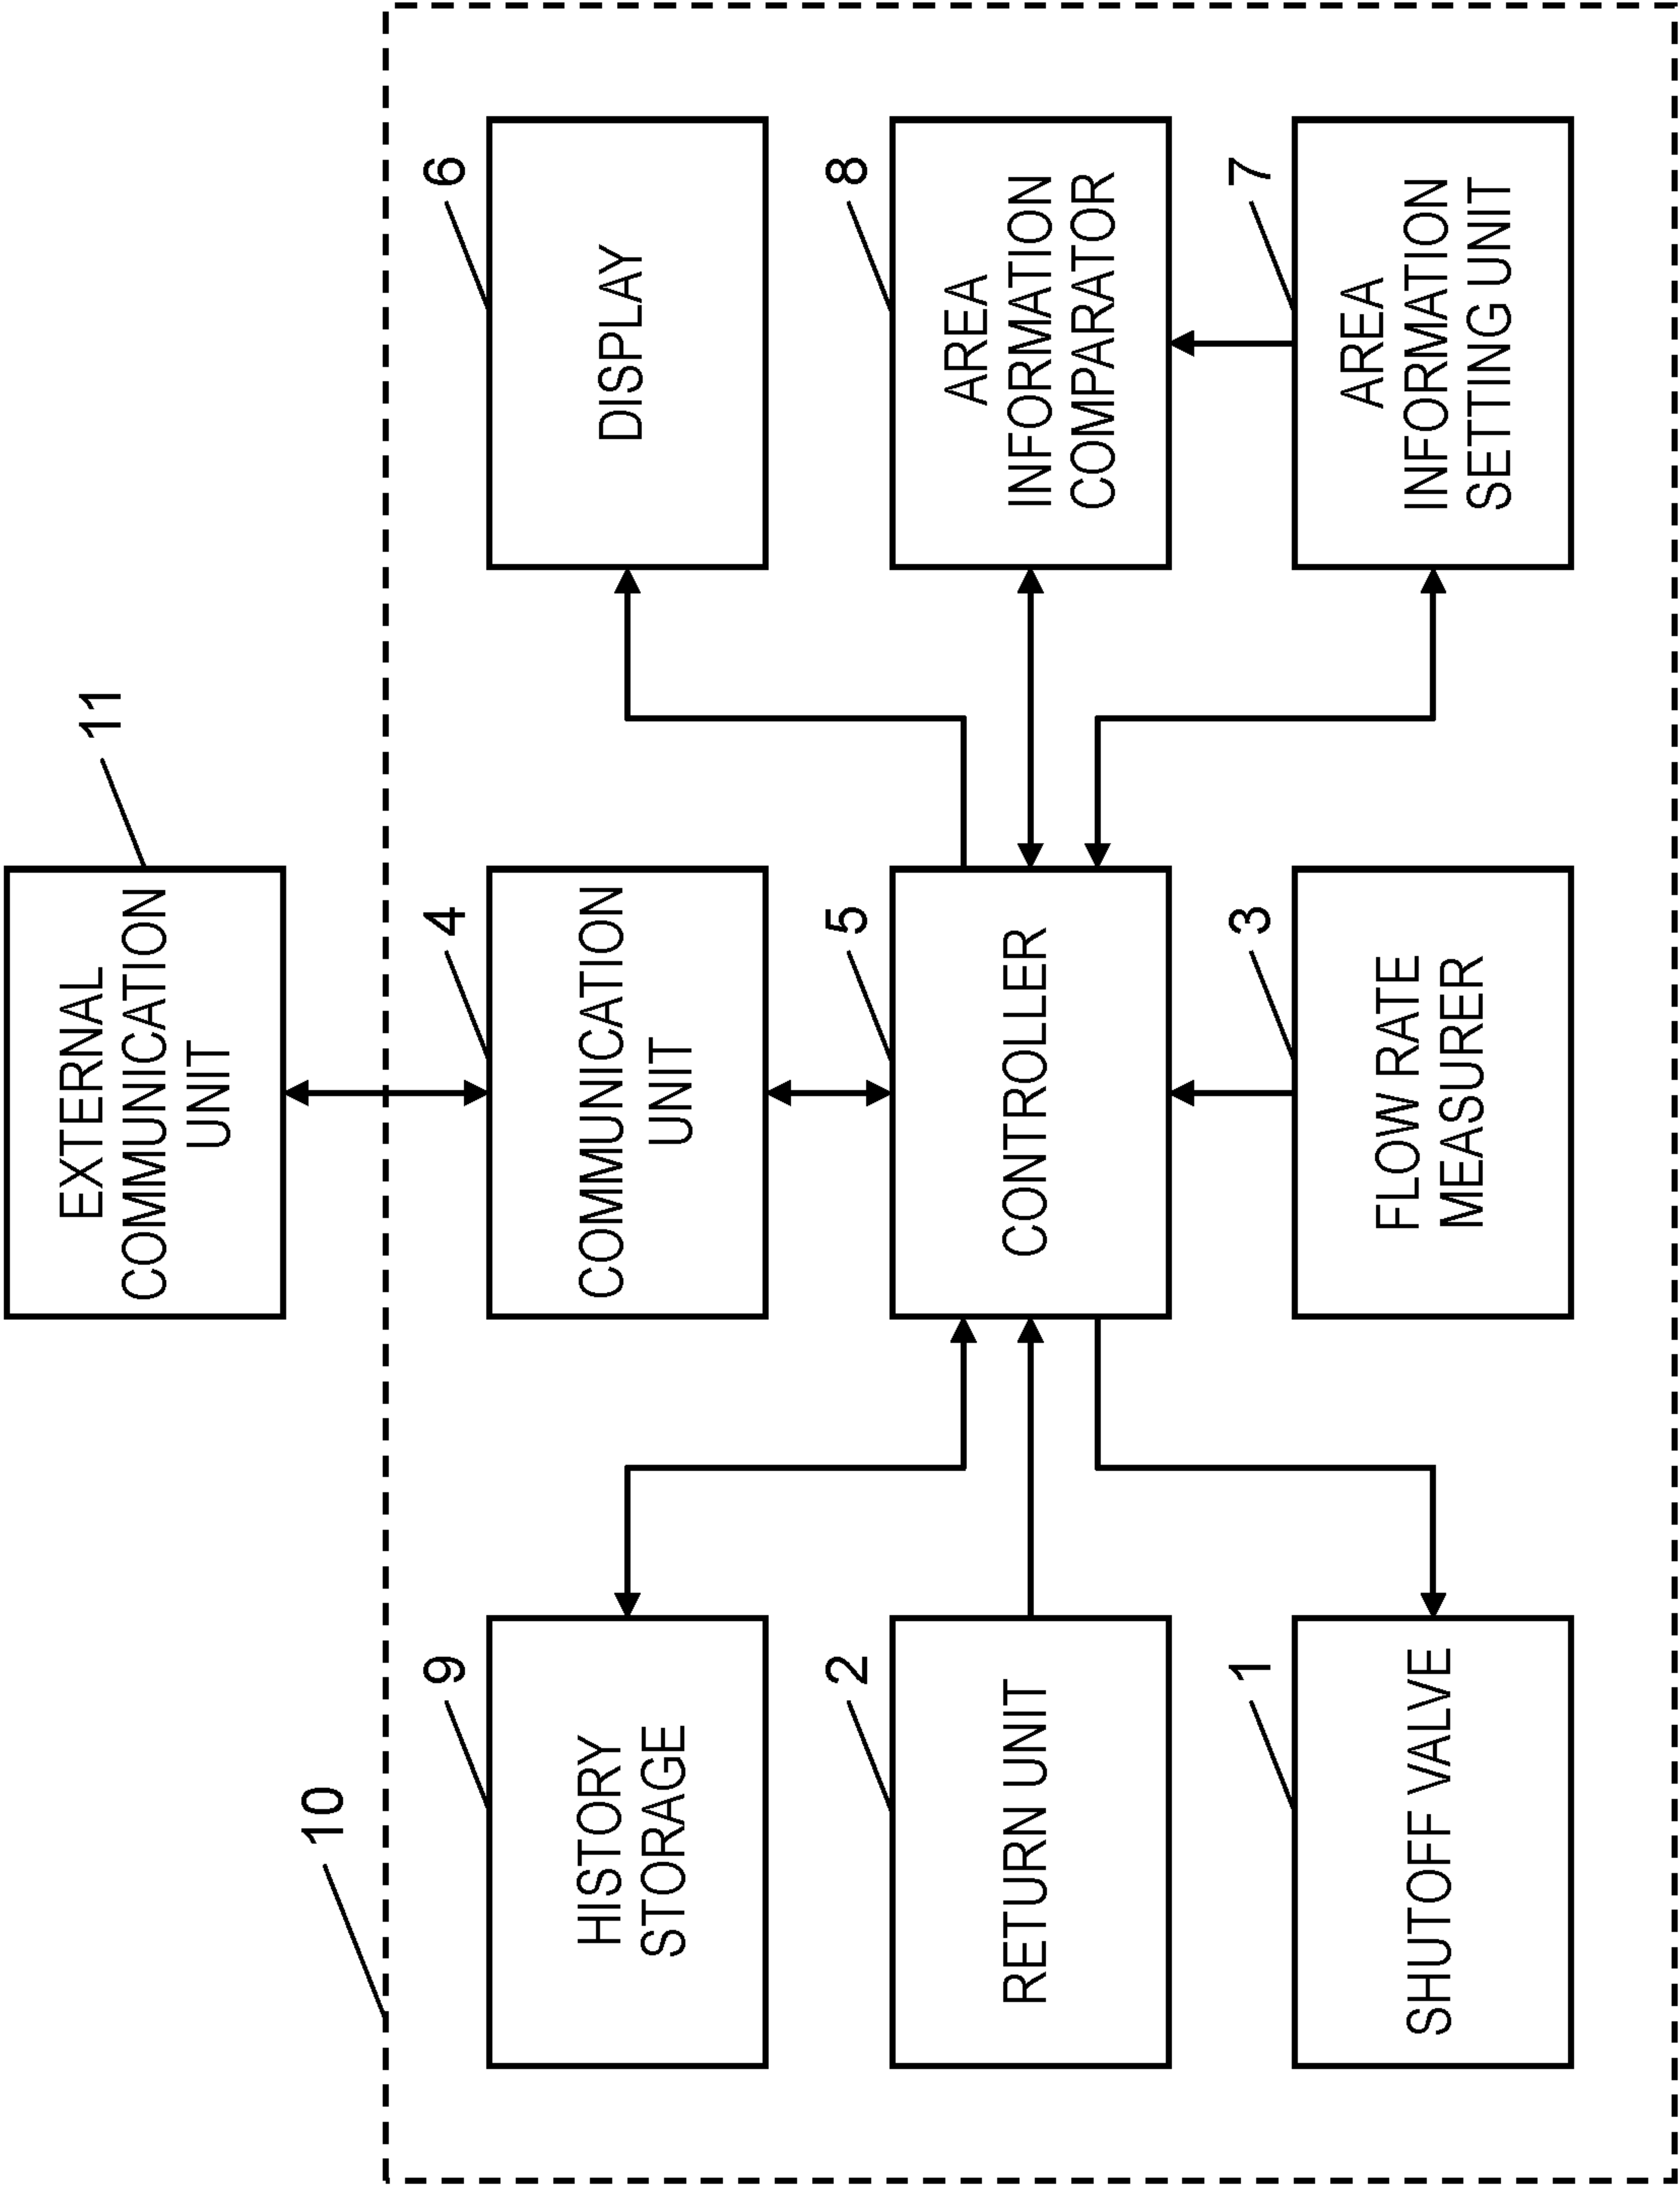 11
EXTERNAL
COMMUNICATION
UNIT
10
9
HISTORY
STORAGE
4
COMMUNICATION
UNIT
6
DISPLAY
2
RETURN UNIT
5
CONTROLLER
8
AREA
INFORMATION
COMPARATOR
1
SHUTOFF VALVE
3
FLOW RATE
MEASURER
7
AREA
INFORMATION
SETTING UNIT